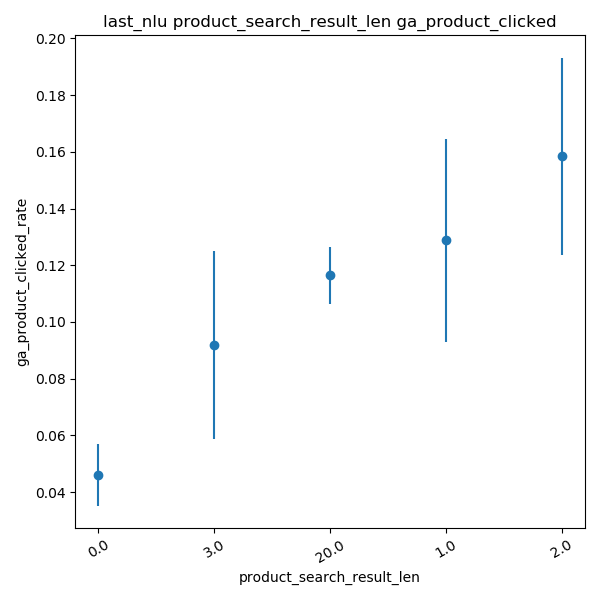 last_nlu product_search_result_len ga_product_clicked
0.20
0.18
0.16
0.14
0.12
0.10
0.08
0.06
0.04
ga_product_clicked_rate
0.0 3.0 20.0 1.0 2.0
product_search_result_len